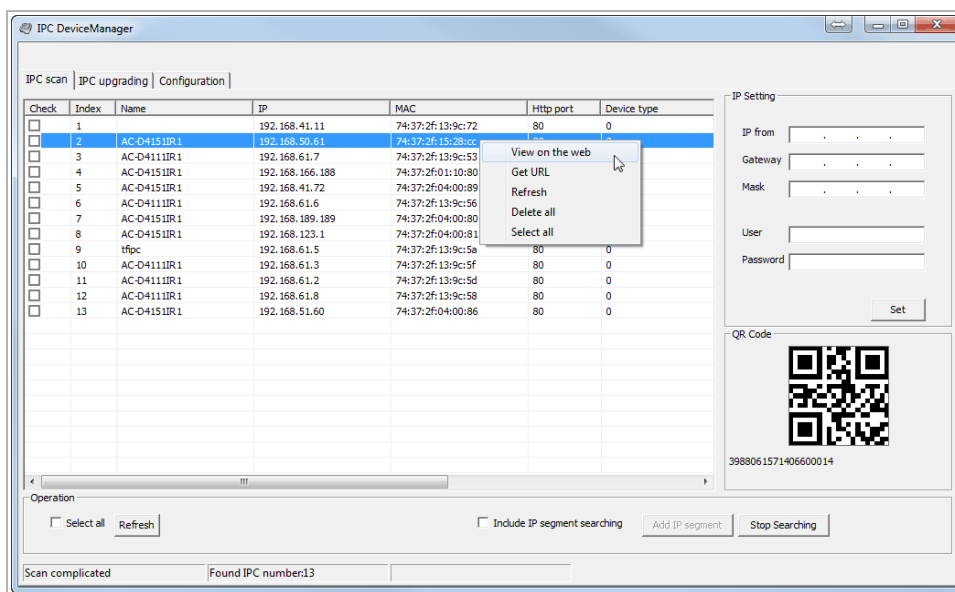 IPC DeviceManager
IPC scan IPC upgrading Configuration
Check Index Name IP MAC Http port Device type
1 192.168.41.11 74:37:2f:13:9c:72 80 0
2 AC-D4151IR1 192.168.50.61 74:37:2f:15:28:cc
3 AC-D4111IR1 192.168.61.7 74:37:2f:13:9c:53
4 AC-D4151IR1 192.168.166.188 74:37:2f:01:10:80
5 AC-D4151IR1 192.168.41.72 74:37:2f:04:00:89
6 AC-D4111IR1 192.168.61.6 74:37:2f:13:9c:56
7 AC-D4151IR1 192.168.189.189 74:37:2f:04:00:80
8 AC-D4151IR1 192.168.123.1 74:37:2f:04:00:81
9 tfipc 192.168.61.5 74:37:2f:13:9c:5a 80 0
10 AC-D4111IR1 192.168.61.3 74:37:2f:13:9c:5f 80 0
11 AC-D4111IR1 192.168.61.2 74:37:2f:13:9c:5d 80 0
12 AC-D4111IR1 192.168.61.8 74:37:2f:13:9c:58 80 0
13 AC-D4151IR1 192.168.51.60 74:37:2f:04:00:86 80 0
View on the web
Get URL
Refresh
Delete all
Select all
IP Setting
IP from . . .
Gateway . . .
Mask . . .
User
Password
Set
QR Code
3988061571406600014
Operation
Select all Refresh Include IP segment searching Add IP segment Stop Searching
Scan complicated Found IPC number:13